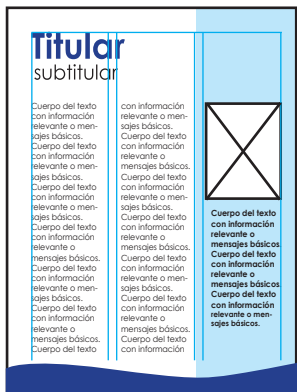 Titular
subtitular
Cuerpo del texto
con información
relevante o men-
sajes básicos.
Cuerpo del texto
con información
relevante o
mensajes básicos.
Cuerpo del texto
con información
relevante o men-
sajes básicos.
Cuerpo del texto
con información
relevante o
mensajes básicos.
Cuerpo del texto
con información
relevante o men-
sajes básicos.
Cuerpo del texto
con información
relevante o
mensajes básicos.
Cuerpo del texto
con información
relevante o men-
sajes básicos.
Cuerpo del texto
con información
relevante o
mensajes básicos.
Cuerpo del texto
con información
relevante o men-
sajes básicos.
Cuerpo del texto
con información
relevante o
mensajes básicos.
Cuerpo del texto
con información
relevante o men-
sajes básicos.
Cuerpo del texto
con información
relevante o
mensajes básicos.
Cuerpo del texto
con información
Cuerpo del texto
con información
relevante o
mensajes básicos.
Cuerpo del texto
con información
relevante o
mensajes básicos.
Cuerpo del texto
con información
relevante o men-
sajes básicos.